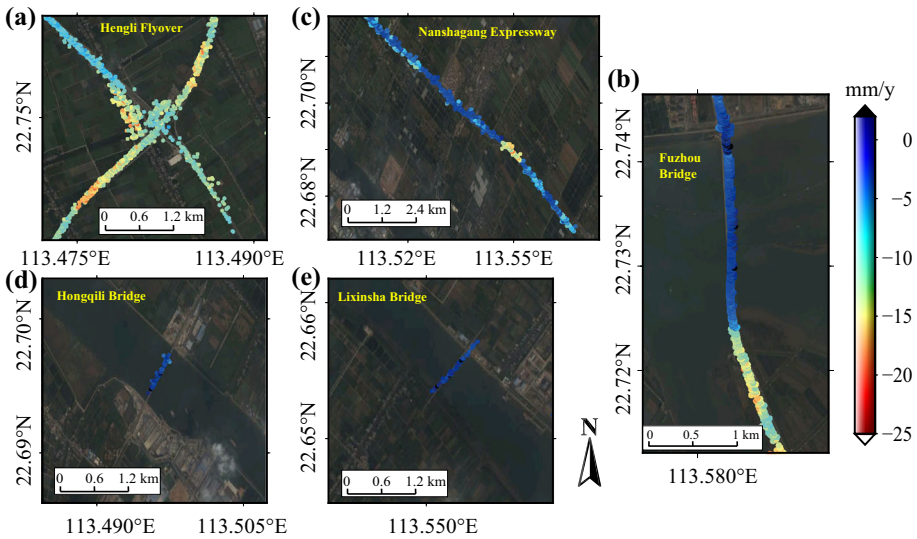 (a)
Hengli Flyover
22.75°N
0 0.6 1.2 km
113.475°E
113.490°E
(c)
Nanshagang Expressway
22.70°N
22.68°N
0 1.2 2.4 km
113.52°E
113.55°E
(b)
Fuzhou
Bridge
22.74°N
22.73°N
22.72°N
0 0.5 1 km
113.580°E
mm/y
0
−5
−10
−15
−20
−25
(d)
Hongqili Bridge
22.70°N
22.69°N
0 0.6 1.2 km
113.490°E
113.505°E
(e)
Lixinsha Bridge
22.66°N
22.65°N
0 0.6 1.2 km
113.550°E
N